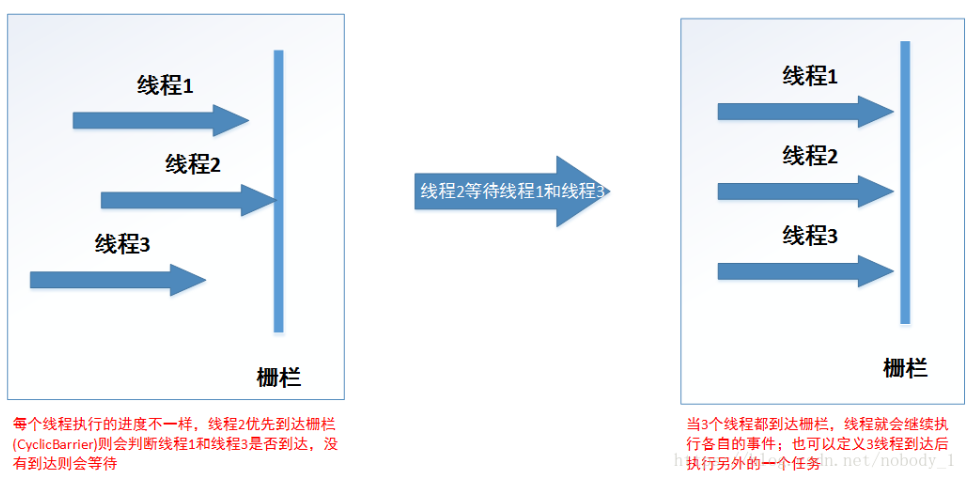 线程1
线程2
线程3
栅栏
每个线程执行的进度不一样，线程2优先到达栅栏
(CyclicBarrier)则会判断线程1和线程3是否到达，没
有到达则会等待
线程2等待线程1和线程3
线程1
线程2
线程3
栅栏
当3个线程都到达栅栏，线程就会继续执
行各自的事件；也可以定义3线程到达后
执行另外的一个任务